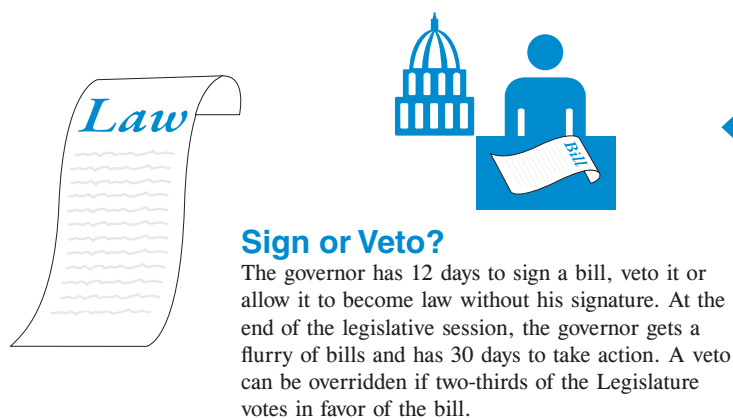 Law
Bill
Sign or Veto?
The governor has 12 days to sign a bill, veto it or
allow it to become law without his signature. At the
end of the legislative session, the governor gets a
flurry of bills and has 30 days to take action. A veto
can be overridden if two-thirds of the Legislature
votes in favor of the bill.